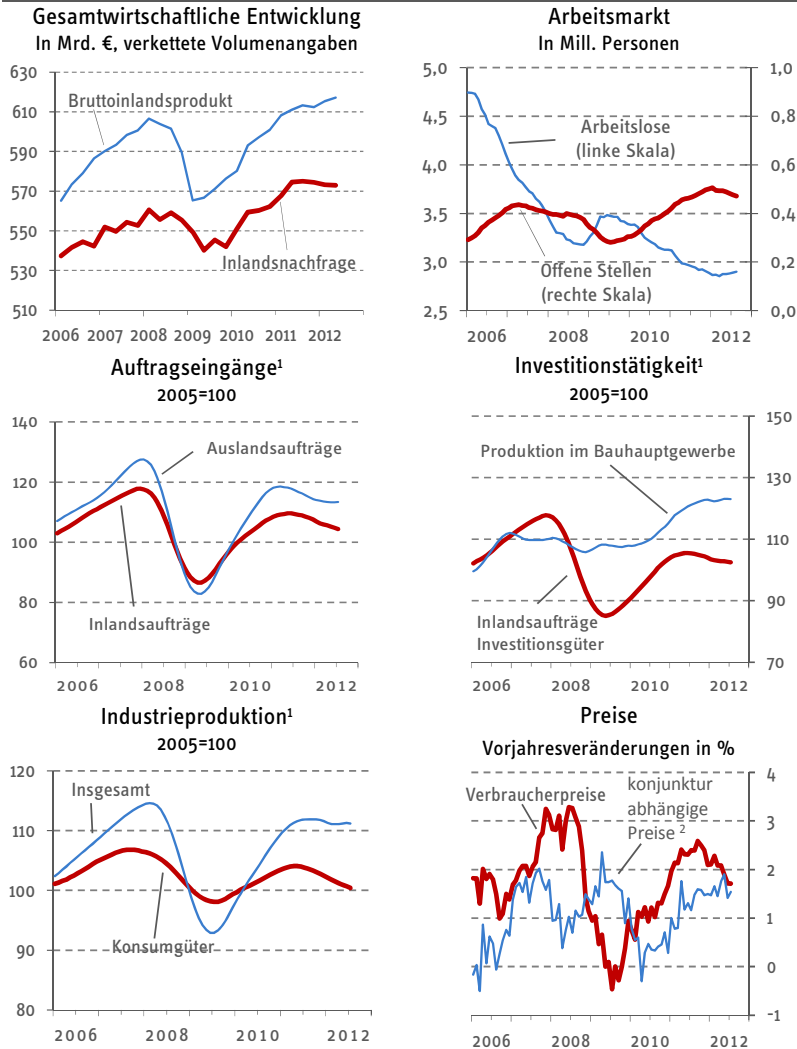 Gesamtwirtschaftliche Entwicklung
In Mrd. €, verkettete Volumenangaben
630
610
590
570
550
530
510
Bruttoinlandsprodukt
Inlandsnachfrage
2006 2007 2008 2009 2010 2011 2012
Arbeitsmarkt
In Mill. Personen
5,0
4,5
4,0
3,5
3,0
2,5
1,0
0,8
0,6
0,4
0,2
0,0
Arbeitslose
(linke Skala)
Offene Stellen
(rechte Skala)
2006 2008 2010 2012
Auftragseingänge¹
2005=100
140
120
100
80
60
Auslandsaufträge
Inlandsaufträge
2006 2008 2010 2012
Investitionstätigkeit¹
2005=100
150
130
110
90
70
Produktion im Bauhauptgewerbe
Inlandsaufträge
Investitionsgüter
2006 2008 2010 2012
Industrieproduktion¹
2005=100
120
110
100
90
80
Insgesamt
Konsumgüter
2006 2008 2010 2012
Preise
Vorjahresveränderungen in %
4
3
2
1
0
-1
Verbraucherpreise
konjunktur
abhängige
Preise ²
2006 2008 2010 2012